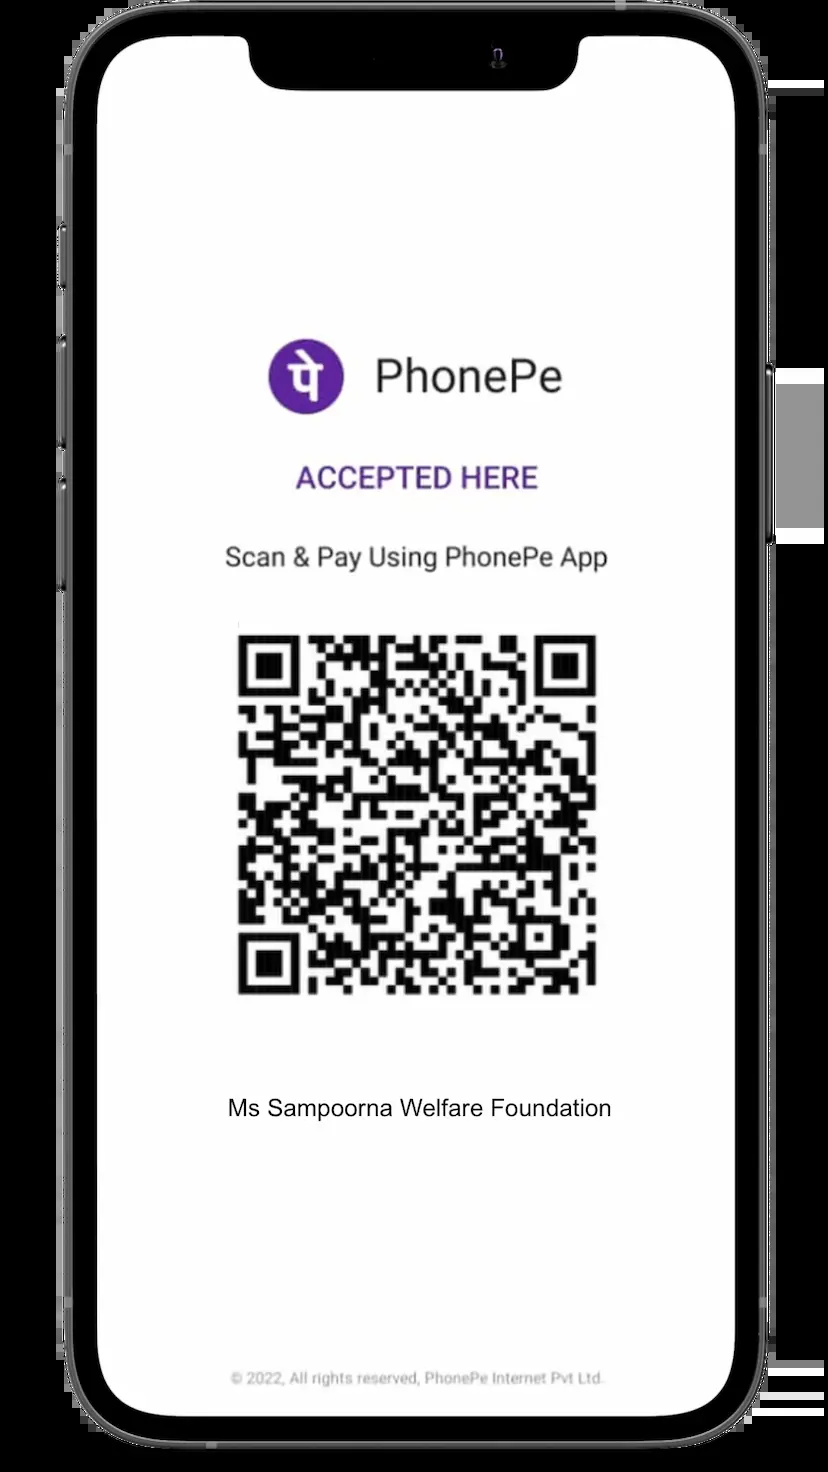 पे PhonePe
ACCEPTED HERE
Scan & Pay Using PhonePe App
Ms Sampoorna Welfare Foundation
© 2022, All rights reserved, PhonePe Internet Pvt Ltd.